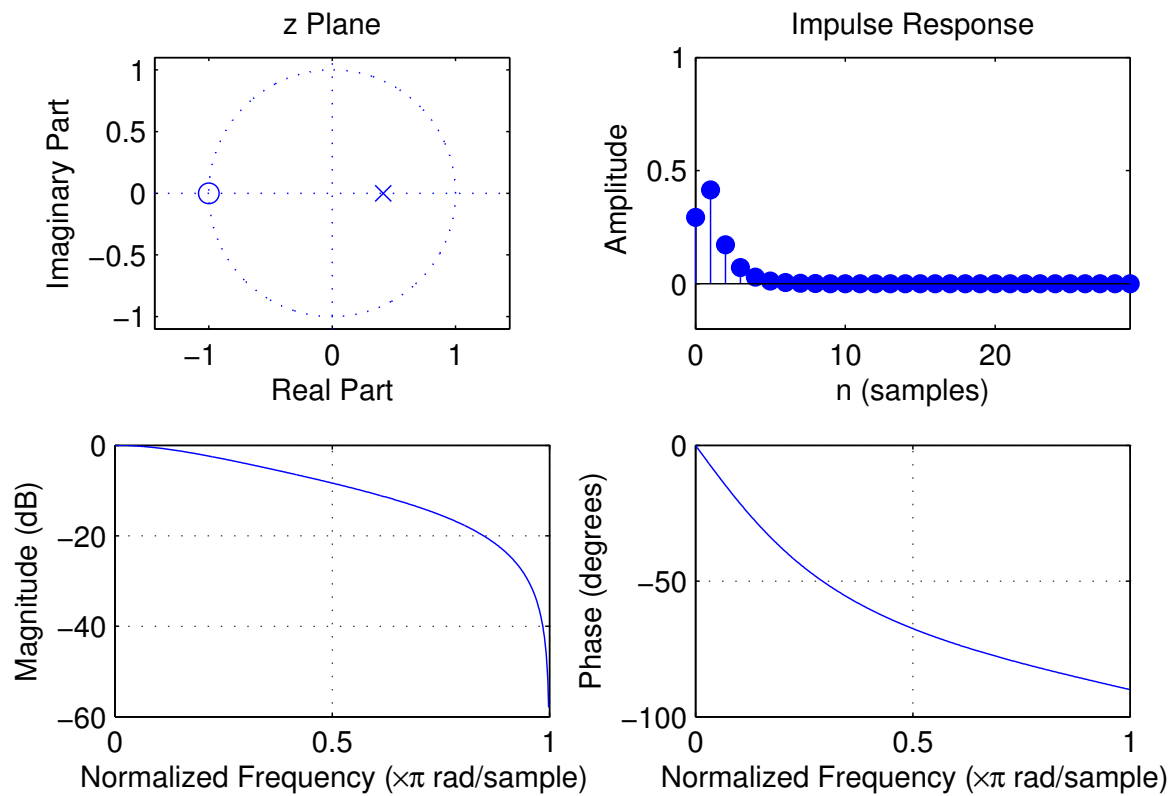 z Plane
Imaginary Part
1
0.5
0
−0.5
−1
−1 0 1
Real Part
Impulse Response
Amplitude
1
0.5
0
0 10 20
n (samples)
Magnitude (dB)
0
−20
−40
−60
0 0.5 1
Normalized Frequency (×π rad/sample)
Phase (degrees)
0
−50
−100
0 0.5 1
Normalized Frequency (×π rad/sample)